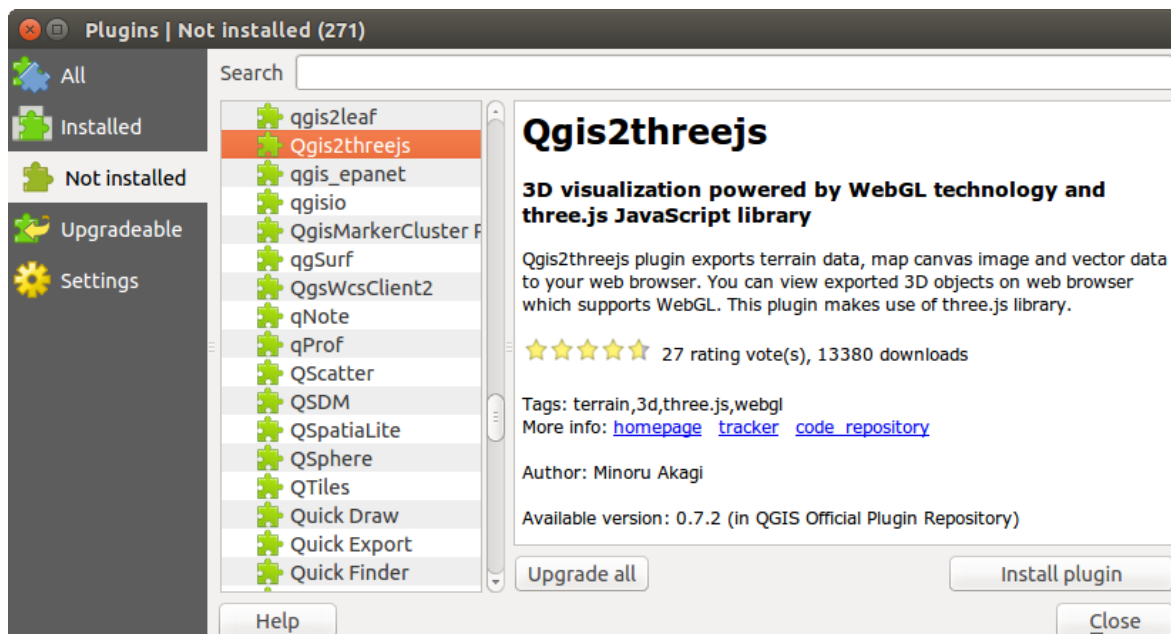 Plugins | Not installed (271)
All
Installed
Not installed
Upgradeable
Settings
Search
qgis2leaf
Qgis2threejs
qgis_epanet
qgisio
QgisMarkerCluster
qgSurf
QgsWcsClient2
qNote
qProf
QScatter
QSDM
QSpatiaLite
QSphere
QTiles
Quick Draw
Quick Export
Quick Finder
Qgis2threejs
3D visualization powered by WebGL technology and
three.js JavaScript library
Qgis2threejs plugin exports terrain data, map canvas image and vector data
to your web browser. You can view exported 3D objects on web browser
which supports WebGL. This plugin makes use of three.js library.
27 rating vote(s), 13380 downloads
Tags: terrain,3d,three.js,webgl
More info: homepage tracker code repository
Author: Minoru Akagi
Available version: 0.7.2 (in QGIS Official Plugin Repository)
Upgrade all
Install plugin
Help
Close